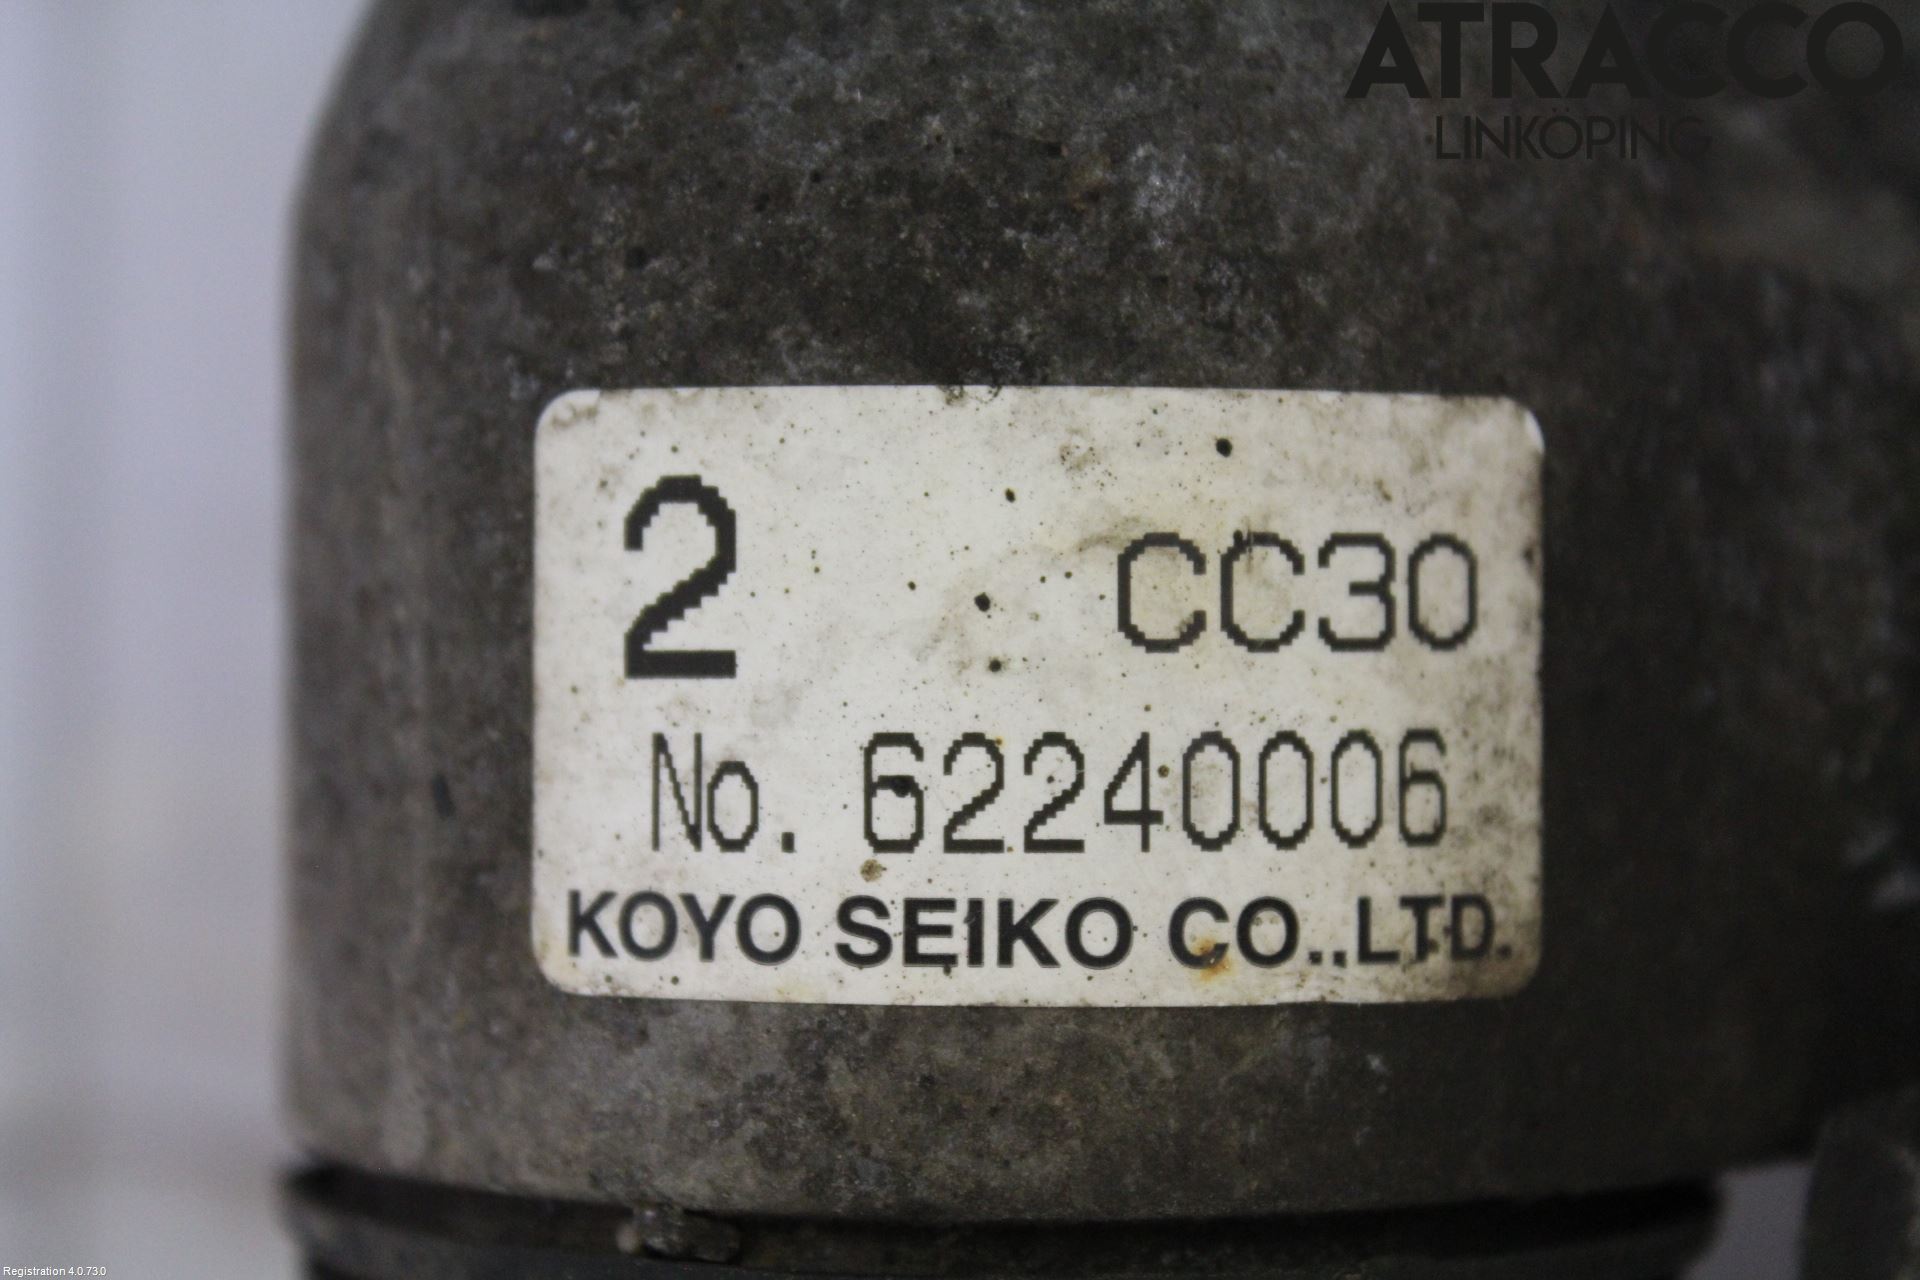 ATRACCO
LINKÖPING
2 CC30
No. 62240006
KOYO SEIKO CO.,LTD.
Registration 4.0.73.0